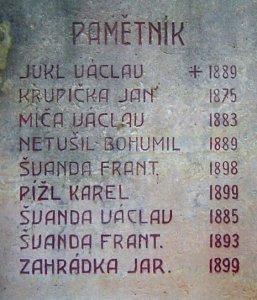 PAMĚTNÍK
JUKL VÁCLAV * 1889
KRUPIČKA JAN 1875
MIČA VÁCLAV 1883
NETUŠIL BOHUMIL 1889
ŠVANDA FRANT. 1898
PÍŽL KAREL 1899
ŠVANDA VÁCLAV 1885
ŠVANDA FRANT. 1893
ZAHRÁDKA JAR. 1899